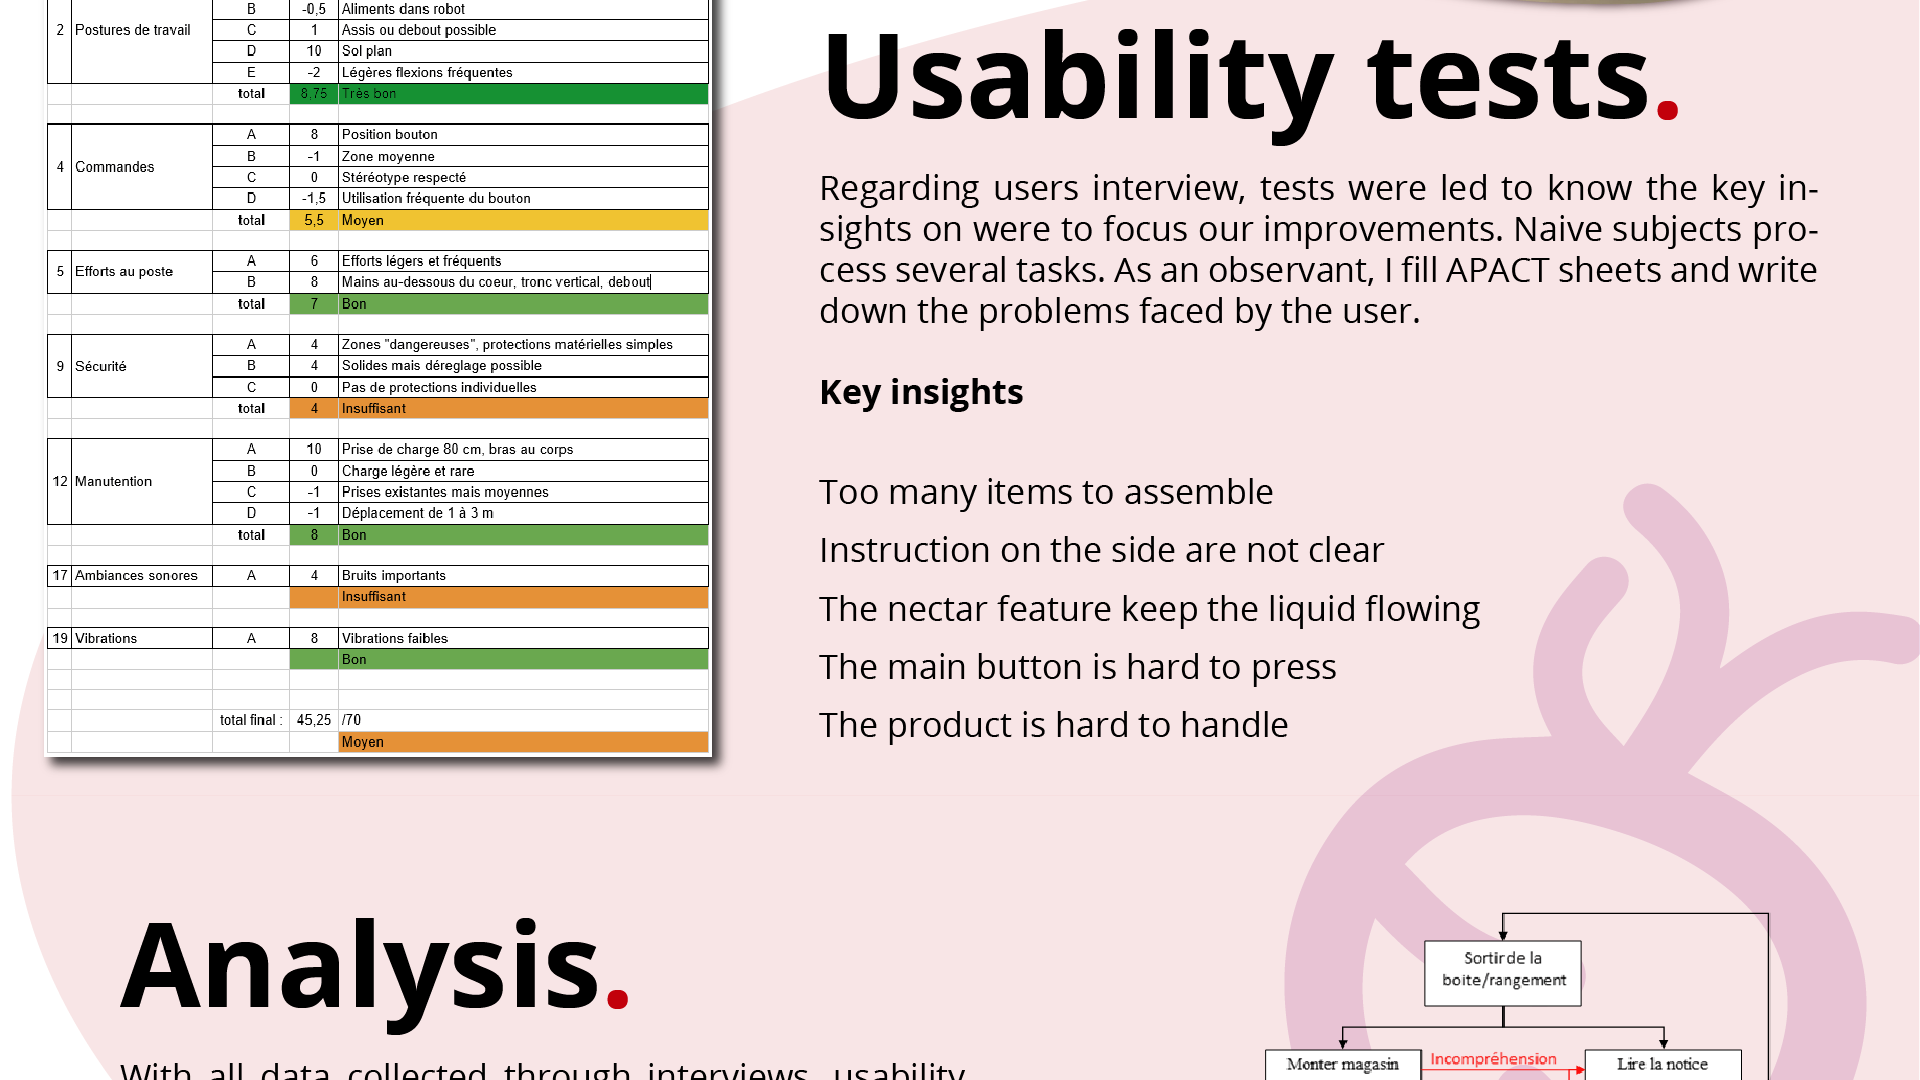 B -0,5 Aliments dans robot
2 Postures de travail C 1 Assis ou debout possible
D 10 Sol plan
E -2 Légères flexions fréquentes
total 8,75 Très bon
A 8 Position bouton
B -1 Zone moyenne
4 Commandes
C 0 Stéréotype respecté
D -1,5 Utilisation fréquente du bouton
total 5,5 Moyen
A 6 Efforts légers et fréquents
5 Efforts au poste
B 8 Mains au-dessous du coeur, tronc vertical, debout
total 7 Bon
A 4 Zones "dangereuses", protections matérielles simples
9 Sécurité B 4 Solides mais déreglage possible
C 0 Pas de protections individuelles
total 4 Insuffisant
A 10 Prise de charge 80 cm, bras au corps
B 0 Charge légère et rare
12 Manutention
C -1 Prises existantes mais moyennes
D -1 Déplacement de 1 à 3 m
total 8 Bon
17 Ambiances sonores A 4 Bruits importants
Insuffisant
19 Vibrations A 8 Vibrations faibles
Bon
total final : 45,25 /70
Moyen
Usability tests.
Regarding users interview, tests were led to know the key in-
sights on were to focus our improvements. Naive subjects pro-
cess several tasks. As an observant, I fill APACT sheets and write
down the problems faced by the user.
Key insights
Too many items to assemble
Instruction on the side are not clear
The nectar feature keep the liquid flowing
The main button is hard to press
The product is hard to handle
Analysis.
With all data collected through interviews, usability
Sortir de la
boite/rangement
Monter magasin
Incompréhension
Lire la notice